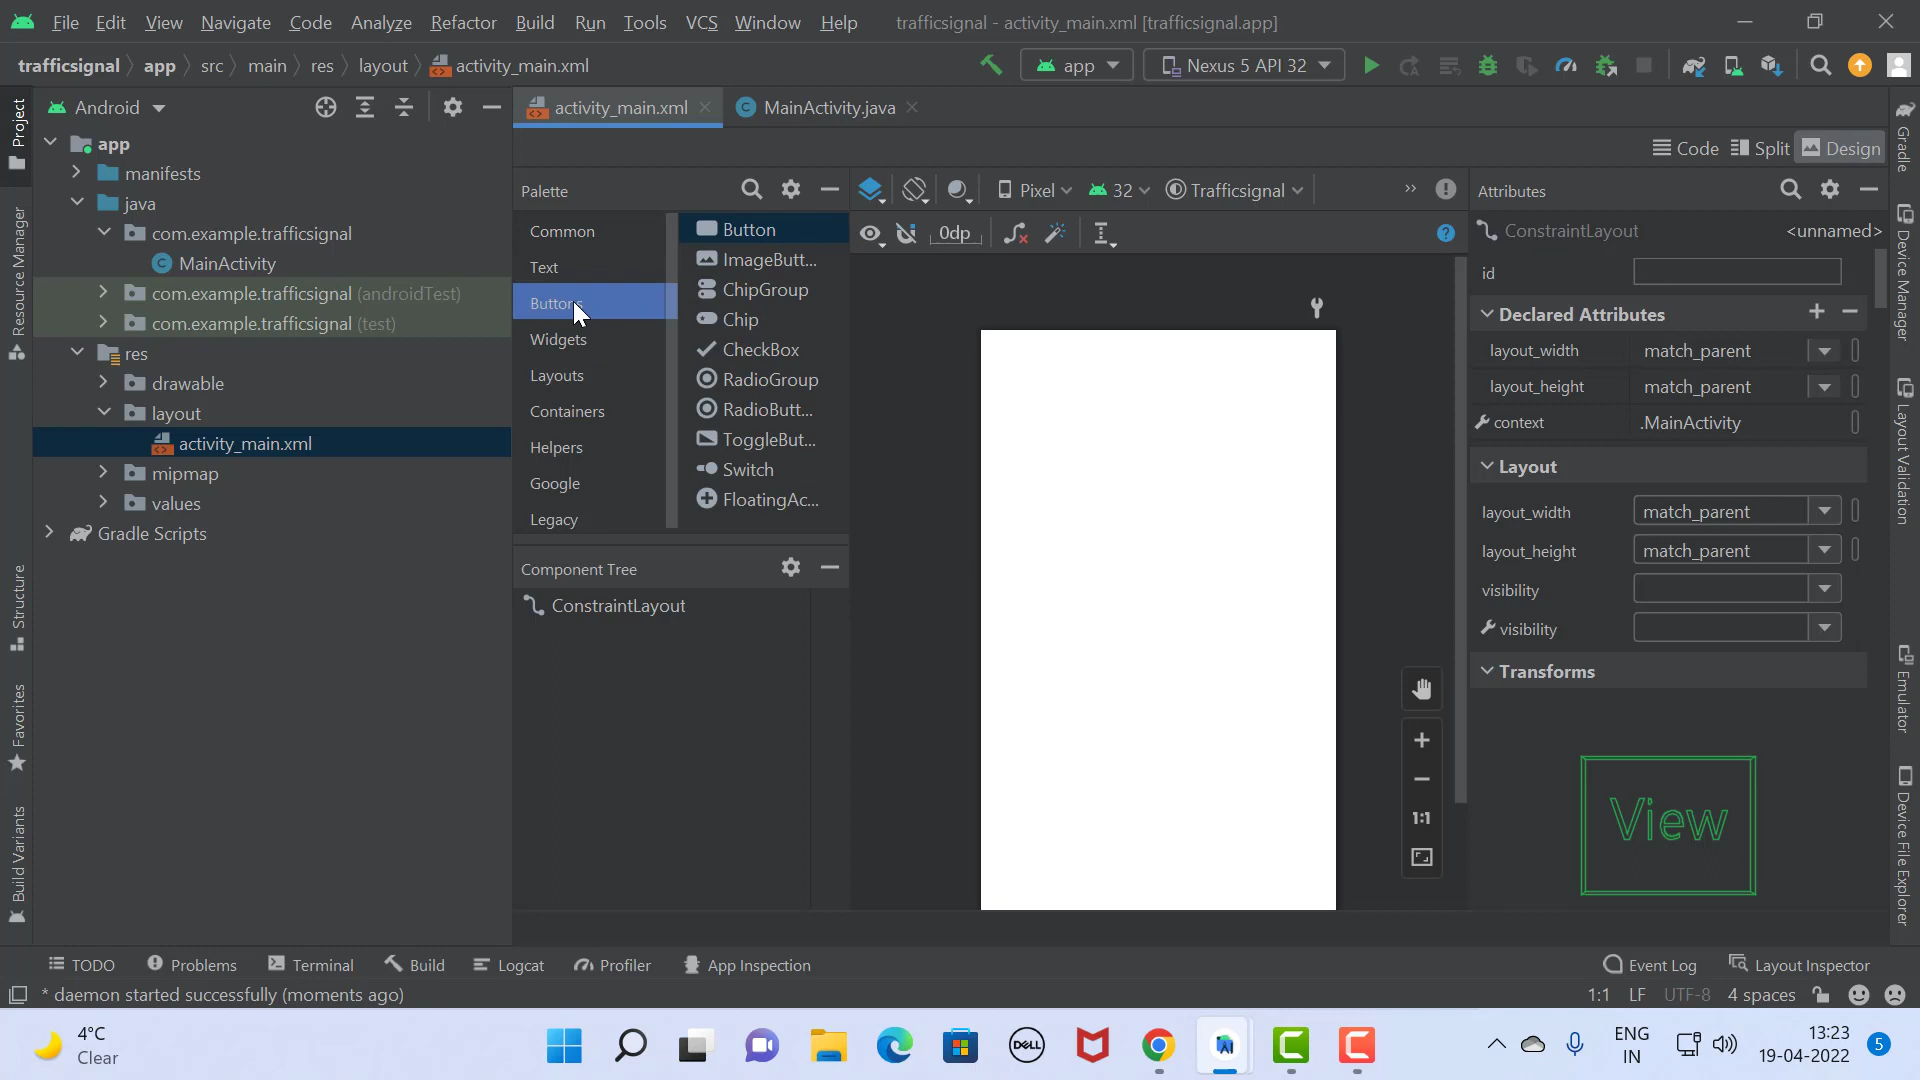 File Edit View Navigate Code Analyze Refactor Build Run Tools VCS Window Help trafficsignal - activity_main.xml [trafficsignal.app]
trafficsignal app src main res layout activity_main.xml app Nexus 5 API 32
Project
Resource Manager
Structure
Favorites
Build Variants
Android
app
manifests
java
com.example.trafficsignal
MainActivity
com.example.trafficsignal (androidTest)
com.example.trafficsignal (test)
res
drawable
layout
activity_main.xml
mipmap
values
Gradle Scripts
activity_main.xml MainActivity.java
Code Split Design
Palette
Common
Text
Buttons
Widgets
Layouts
Containers
Helpers
Google
Legacy
Button
ImageButt...
ChipGroup
Chip
CheckBox
RadioGroup
RadioButt...
ToggleBut...
Switch
FloatingAc...
Component Tree
ConstraintLayout
Pixel 32 Trafficsignal
0dp
1:1
Attributes
ConstraintLayout <unnamed>
id
Declared Attributes
layout_width match_parent
layout_height match_parent
context .MainActivity
Layout
layout_width match_parent
layout_height match_parent
visibility
visibility
Transforms
View
Gradle
Device Manager
Layout Validation
Emulator
Device File Explorer
TODO Problems Terminal Build Logcat Profiler App Inspection Event Log Layout Inspector
* daemon started successfully (moments ago) 1:1 LF UTF-8 4 spaces
4°C
Clear
DELL
ENG
IN
13:23
19-04-2022
5